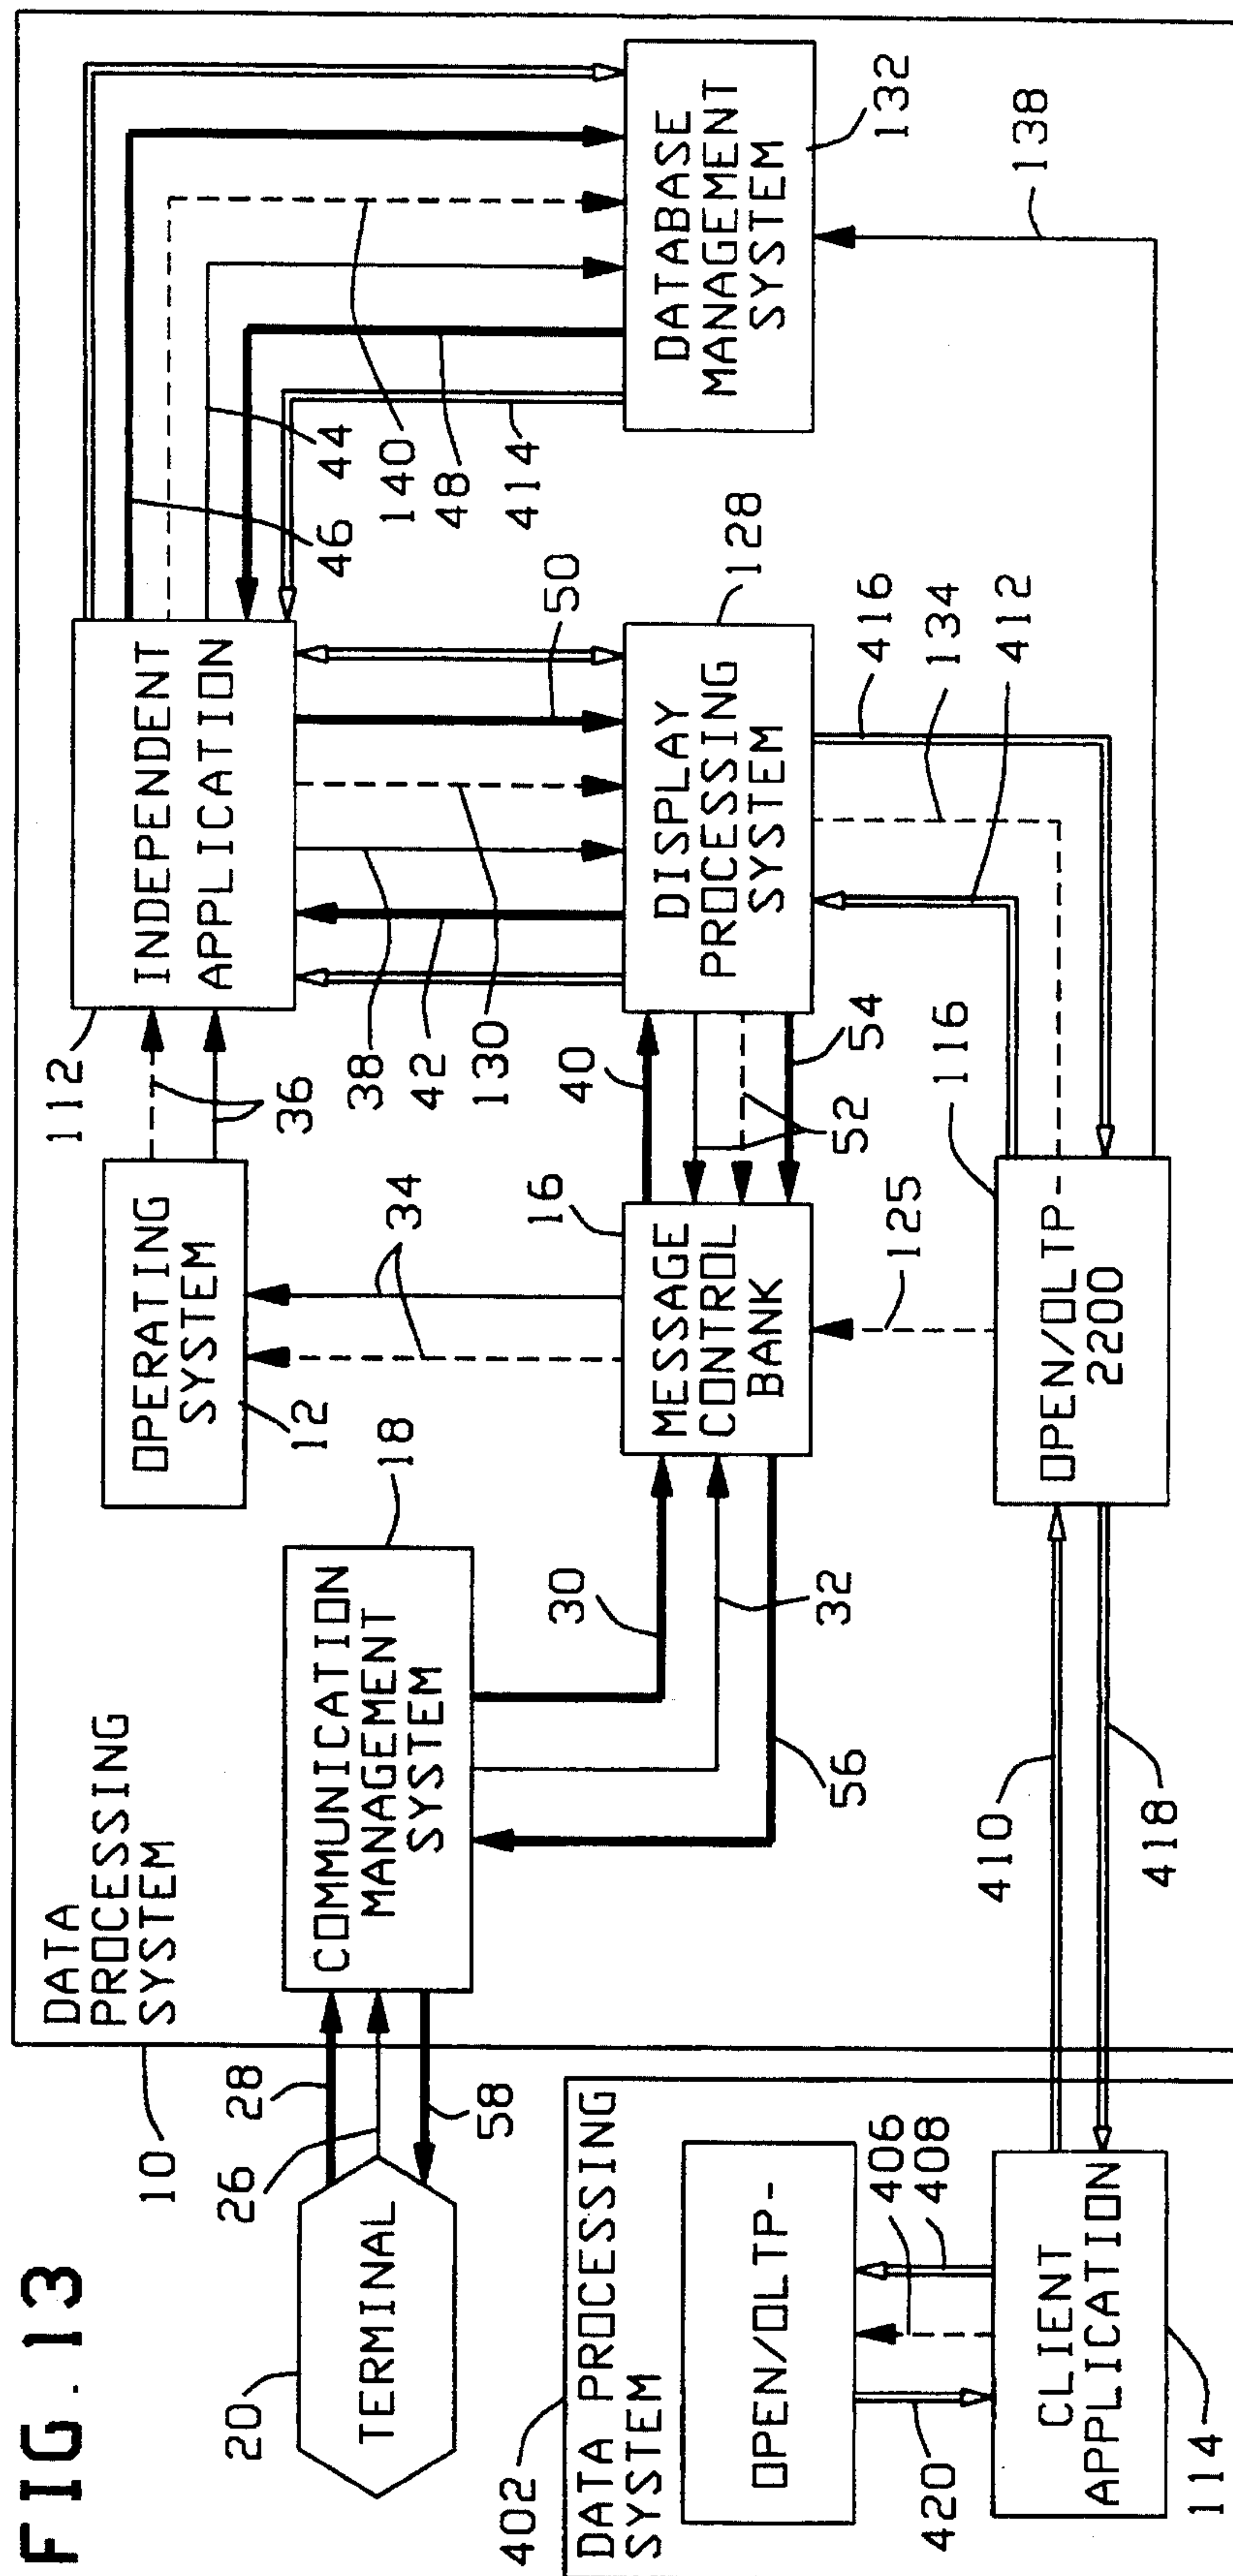 FIG. 13
10
DATA
PROCESSING
SYSTEM
20
TERMINAL
28
26
58
COMMUNICATION
MANAGEMENT
SYSTEM
18
OPERATING
SYSTEM
12
36
34
112
INDEPENDENT
APPLICATION
46
44
140
48
414
38
42
130
50
30
32
56
MESSAGE
CONTROL
BANK
16
40
52
54
DISPLAY
PROCESSING
SYSTEM
128
DATABASE
MANAGEMENT
SYSTEM
132
138
416
134
412
125
116
OPEN/OLTP-
2200
410
418
402
DATA PROCESSING
SYSTEM
OPEN/OLTP-
406
408
420
CLIENT
APPLICATION
114